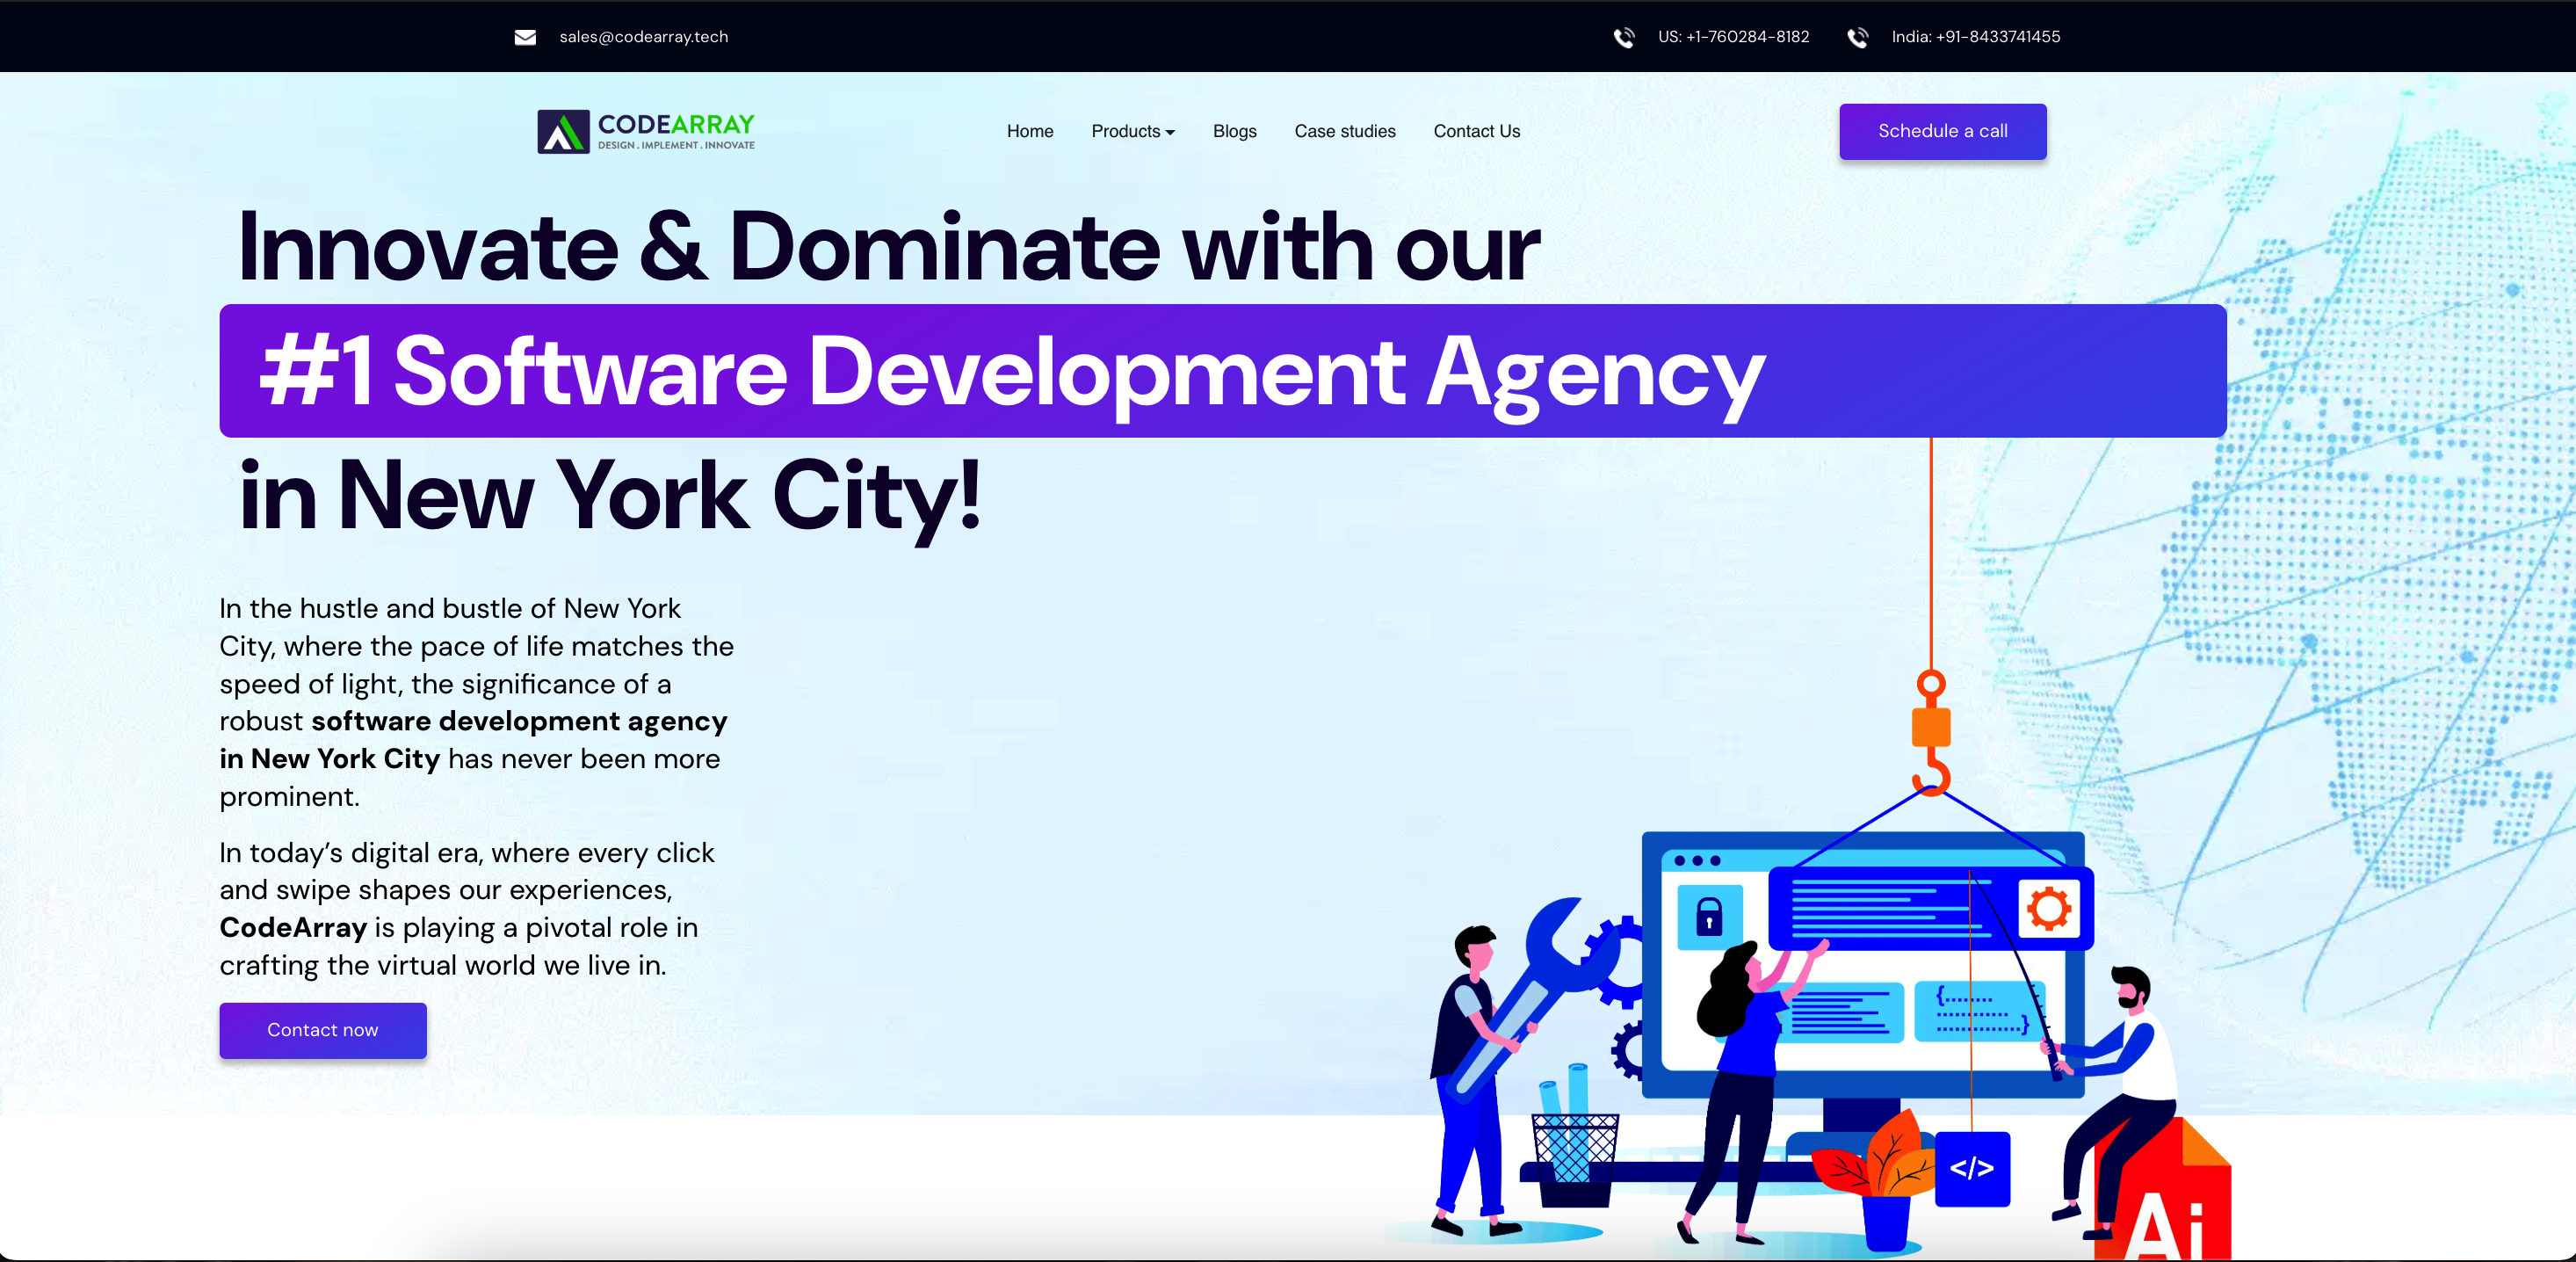 sales@codearray.tech
US: +1-760284-8182
India: +91-8433741455
CODEARRAY
DESIGN . IMPLEMENT . INNOVATE
Home
Products
Blogs
Case studies
Contact Us
Schedule a call
Innovate & Dominate with our
#1 Software Development Agency
in New York City!
In the hustle and bustle of New York
City, where the pace of life matches the
speed of light, the significance of a
robust software development agency
in New York City has never been more
prominent.
In today’s digital era, where every click
and swipe shapes our experiences,
CodeArray is playing a pivotal role in
crafting the virtual world we live in.
Contact now
</>
Ai